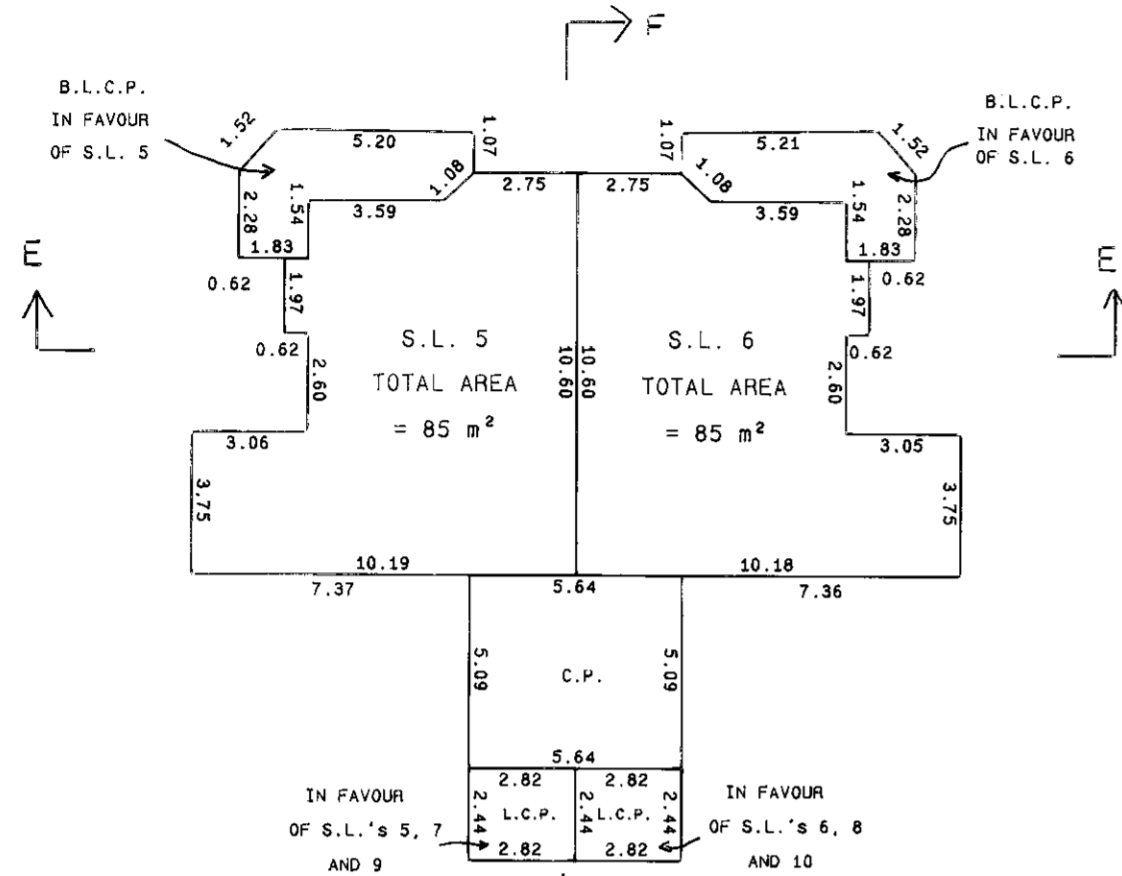 F
B.L.C.P.
IN FAVOUR
OF S.L. 5
B.L.C.P.
IN FAVOUR
OF S.L. 6
1.52
5.20
1.07
1.07
5.21
1.52
2.28
1.54
3.59
1.08
2.75
2.75
1.08
3.59
1.54
2.28
1.83
1.83
E
E
0.62
1.97
1.97
0.62
0.62
0.62
2.60
2.60
S.L. 5
TOTAL AREA
= 85 m²
10.60
10.60
S.L. 6
TOTAL AREA
= 85 m²
3.06
3.05
3.75
3.75
10.19
10.18
7.37
5.64
7.36
5.09
C.P.
5.09
5.64
2.82
2.82
2.44
L.C.P.
2.44
L.C.P.
2.44
2.82
2.82
IN FAVOUR
OF S.L.'s 5, 7
AND 9
IN FAVOUR
OF S.L.'s 6, 8
AND 10